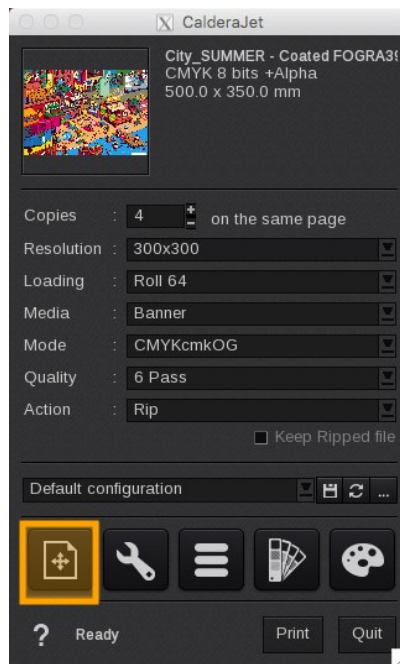 X CalderaJet
City_SUMMER - Coated FOGRA39
CMYK 8 bits +Alpha
500.0 x 350.0 mm
Copies : 4 + - on the same page
Resolution : 300x300
Loading : Roll 64
Media : Banner
Mode : CMYKcmkOG
Quality : 6 Pass
Action : Rip
Keep Ripped file
Default configuration ...
? Ready Print Quit